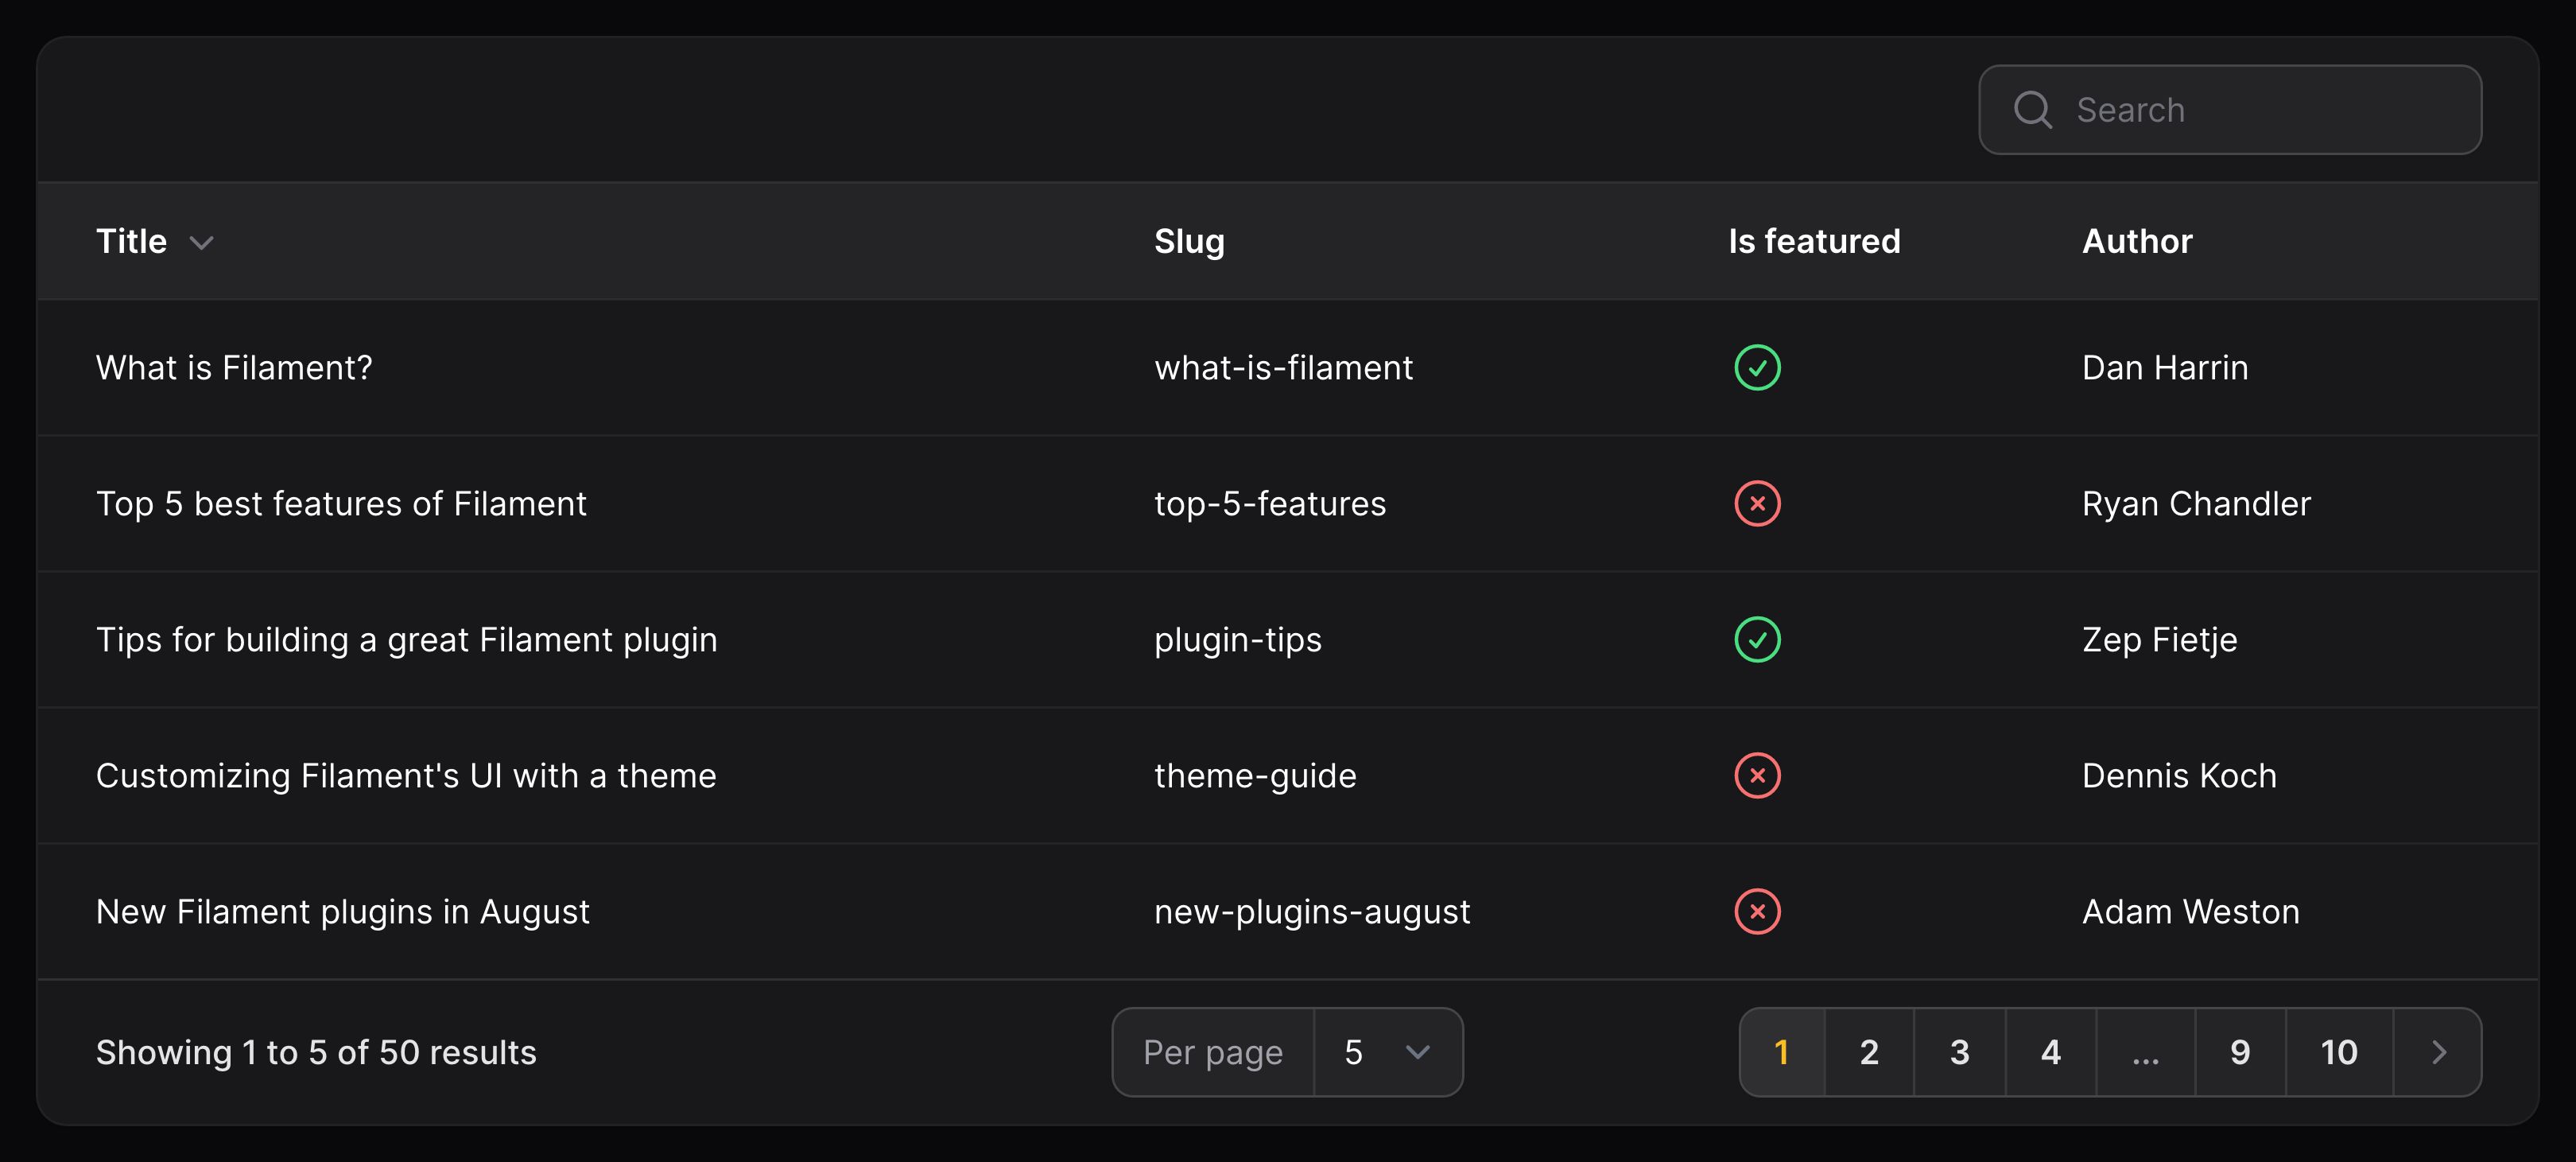 Search
Title Slug Is featured Author
What is Filament? what-is-filament Dan Harrin
Top 5 best features of Filament top-5-features Ryan Chandler
Tips for building a great Filament plugin plugin-tips Zep Fietje
Customizing Filament's UI with a theme theme-guide Dennis Koch
New Filament plugins in August new-plugins-august Adam Weston
Showing 1 to 5 of 50 results Per page 5 1 2 3 4 ... 9 10